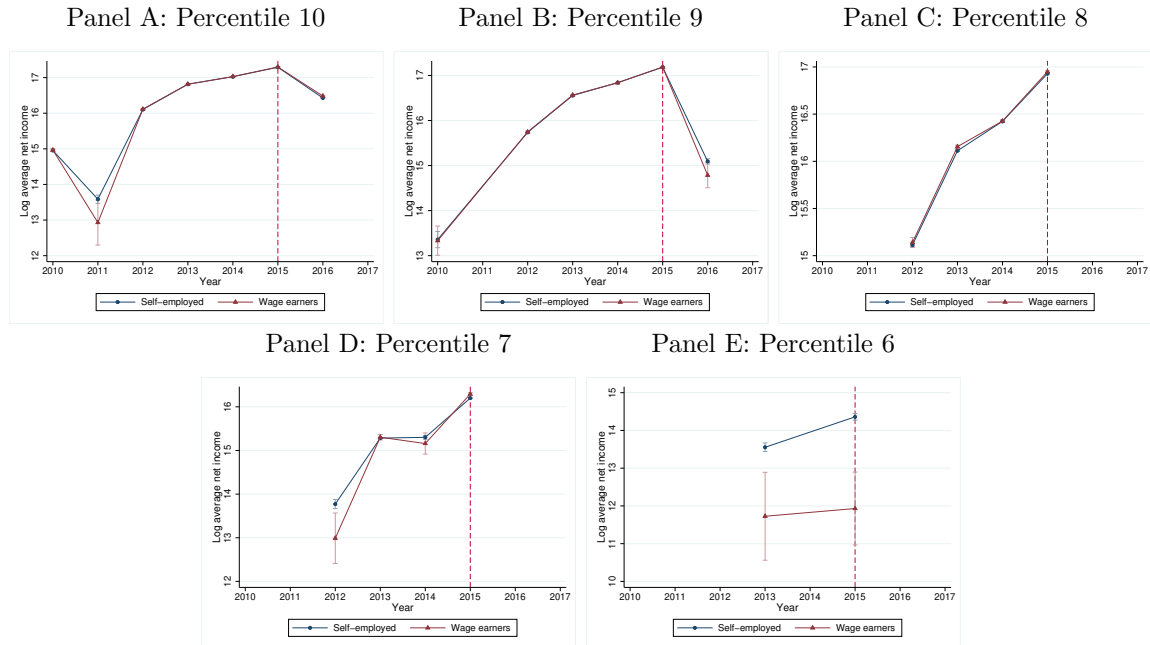 Panel A: Percentile 10
Log average net income
17
16
15
14
13
12
2010 2011 2012 2013 2014 2015 2016 2017
Year
Self−employed Wage earners
Panel B: Percentile 9
Log average net income
17
16
15
14
13
2010 2011 2012 2013 2014 2015 2016 2017
Year
Self−employed Wage earners
Panel C: Percentile 8
Log average net income
17
16.5
16
15.5
15
2010 2011 2012 2013 2014 2015 2016 2017
Year
Self−employed Wage earners
Panel D: Percentile 7
Log average net income
16
15
14
13
12
2010 2011 2012 2013 2014 2015 2016 2017
Year
Self−employed Wage earners
Panel E: Percentile 6
Log average net income
15
14
13
12
11
10
2010 2011 2012 2013 2014 2015 2016 2017
Year
Self−employed Wage earners